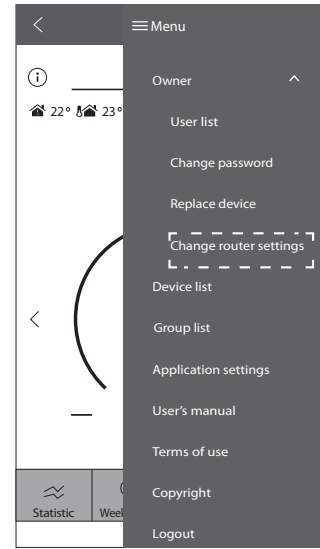 Menu
Owner
22° 23°
User list
Change password
Replace device
Change router settings
Device list
Group list
Application settings
User's manual
Terms of use
Copyright
Statistic
Logout